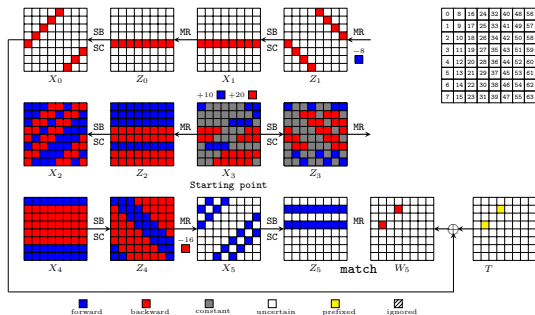 SB MR SB MR
SC SC
X₀ Z₀ X₁ Z₁
−8
0 8 16 24 32 40 48 56
1 9 17 25 33 41 49 57
2 10 18 26 34 42 50 58
3 11 19 27 35 43 51 59
4 12 20 28 36 44 52 60
5 13 21 29 37 45 53 61
6 14 22 30 38 46 54 62
7 15 23 31 39 47 55 63
+10 +20
SB MR SB MR
SC SC
X₂ Z₂ X₃ Z₃
Starting point
SB MR SB MR
SC −16 SC
X₄ Z₄ X₅ Z₅ match W₅ T
forward backward constant uncertain prefixed ignored